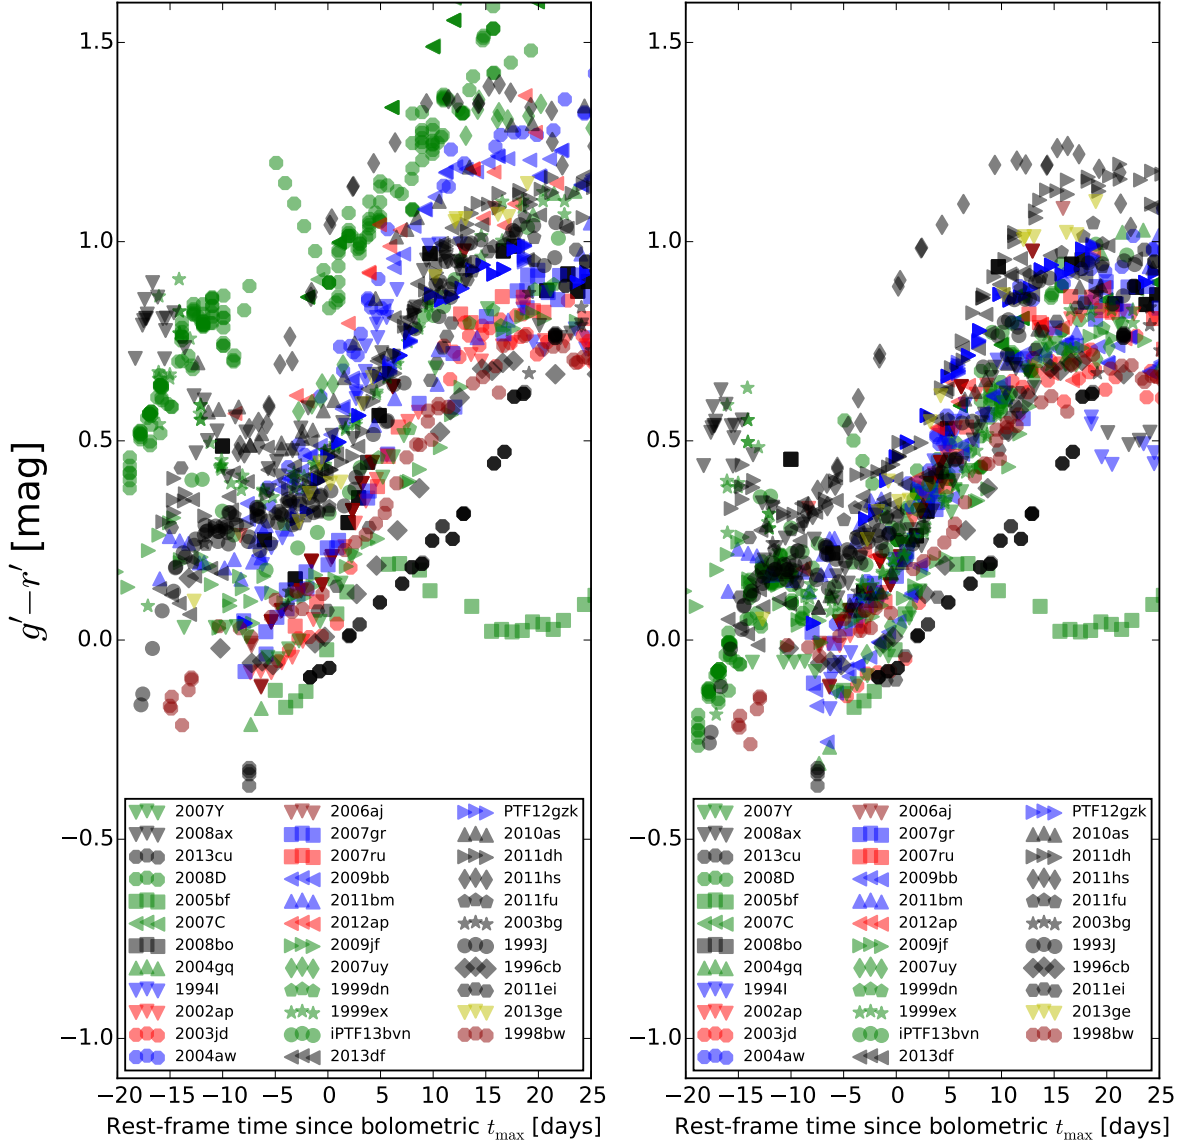 1.5
1.0
0.5
0.0
−0.5
−1.0
g′−r′ [mag]
2007Y
2008ax
2013cu
2008D
2005bf
2007C
2008bo
2004gq
1994I
2002ap
2003jd
2004aw
2006aj
2007gr
2007ru
2009bb
2011bm
2012ap
2009jf
2007uy
1999dn
1999ex
iPTF13bvn
2013df
PTF12gzk
2010as
2011dh
2011hs
2011fu
2003bg
1993J
1996cb
2011ei
2013ge
1998bw
−20 −15 −10 −5 0 5 10 15 20 25
Rest-frame time since bolometric tmax [days]
1.5
1.0
0.5
0.0
−0.5
−1.0
2007Y
2008ax
2013cu
2008D
2005bf
2007C
2008bo
2004gq
1994I
2002ap
2003jd
2004aw
2006aj
2007gr
2007ru
2009bb
2011bm
2012ap
2009jf
2007uy
1999dn
1999ex
iPTF13bvn
2013df
PTF12gzk
2010as
2011dh
2011hs
2011fu
2003bg
1993J
1996cb
2011ei
2013ge
1998bw
−20 −15 −10 −5 0 5 10 15 20 25
Rest-frame time since bolometric tmax [days]